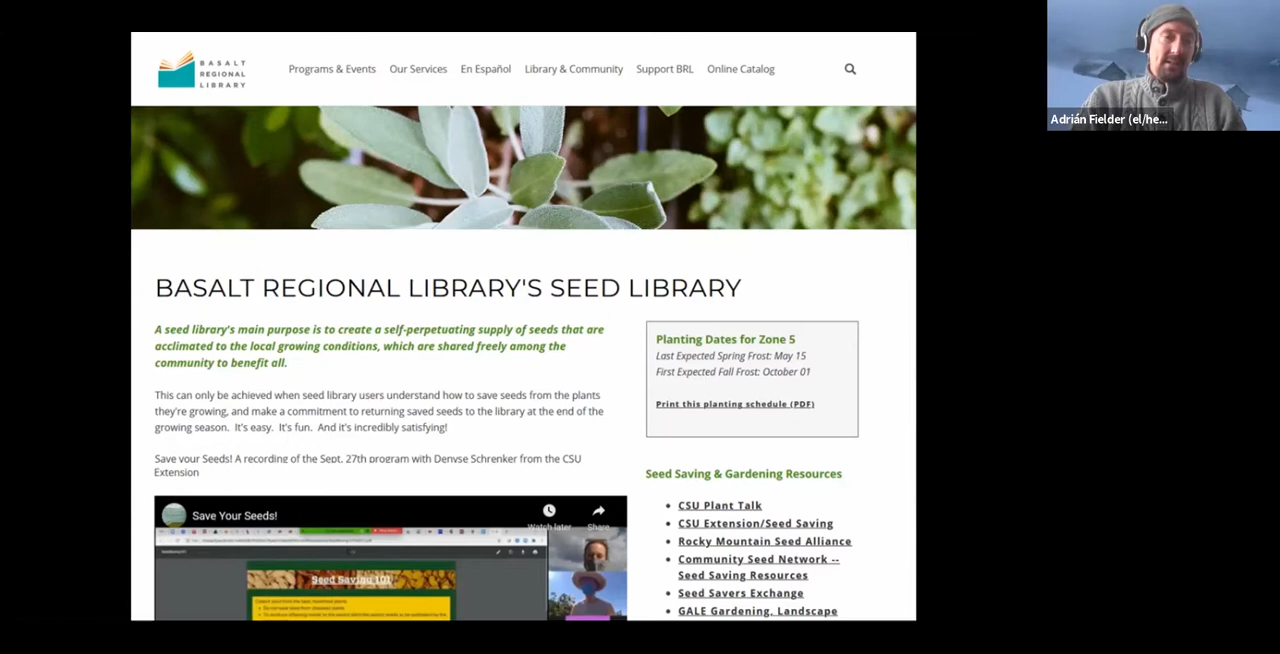 BASALT
REGIONAL
LIBRARY
Programs & Events
Our Services
En Español
Library & Community
Support BRL
Online Catalog
Adrián Fielder (el/he...
BASALT REGIONAL LIBRARY'S SEED LIBRARY
A seed library's main purpose is to create a self-perpetuating supply of seeds that are
acclimated to the local growing conditions, which are shared freely among the
community to benefit all.
This can only be achieved when seed library users understand how to save seeds from the plants
they're growing, and make a commitment to returning saved seeds to the library at the end of the
growing season. It's easy. It's fun. And it's incredibly satisfying!
Save your Seeds! A recording of the Sept. 27th program with Denyse Schrenker from the CSU
Extension
Save Your Seeds!
Watch later
Share
Seed Saving 101
Planting Dates for Zone 5
Last Expected Spring Frost: May 15
First Expected Fall Frost: October 01
Print this planting schedule (PDF)
Seed Saving & Gardening Resources
• CSU Plant Talk
• CSU Extension/Seed Saving
• Rocky Mountain Seed Alliance
• Community Seed Network --
Seed Saving Resources
• Seed Savers Exchange
• GALE Gardening, Landscape